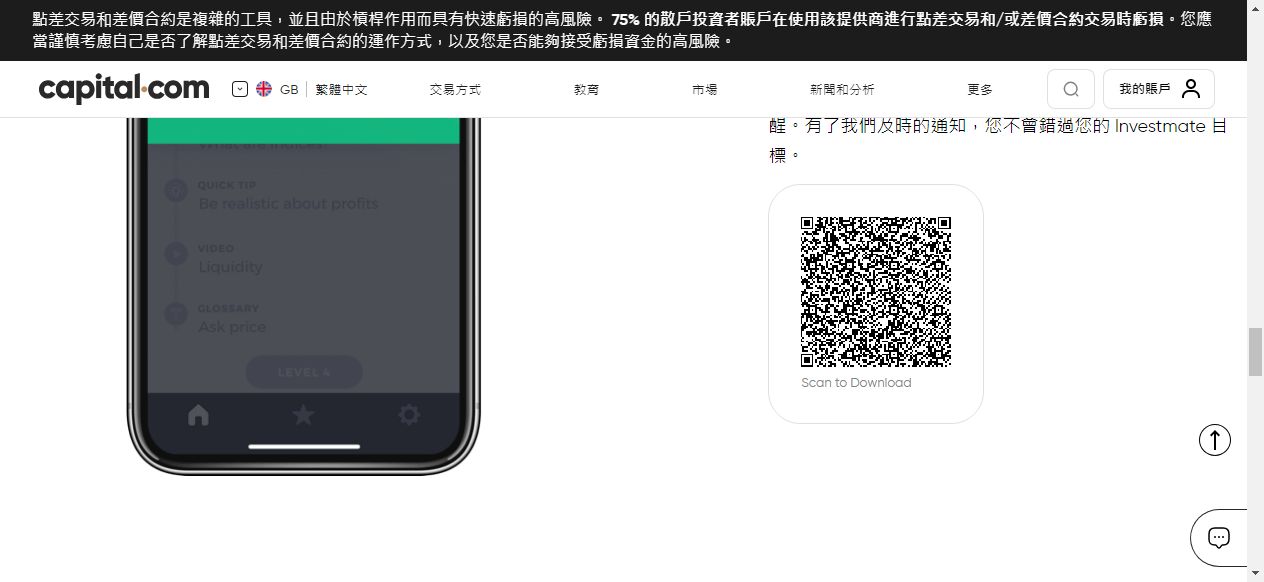 點差交易和差價合約是複雜的工具，並且由於槓桿作用而具有快速虧損的高風險。 75% 的散戶投資者賬戶在使用該提供商進行點差交易和/或差價合約交易時虧損。您應
當謹慎考慮自己是否了解點差交易和差價合約的運作方式，以及您是否能夠接受虧損資金的高風險。
capital.com GB 繁體中文 交易方式 教育 市場 新聞和分析 更多 我的賬戶
醒。有了我們及時的通知，您不會錯過您的 Investmate 目
標。
What are indices?
QUICK TIP
Be realistic about profits
VIDEO
Liquidity
GLOSSARY
Ask price
LEVEL 4
Scan to Download